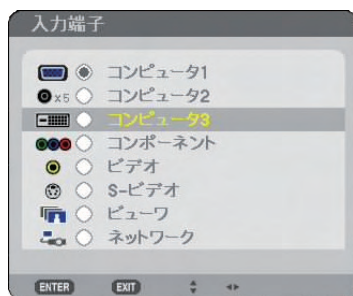 入力端子
コンピュータ1
x5 コンピュータ2
コンピュータ3
コンポーネント
ビデオ
S-ビデオ
ビューワ
ネットワーク
ENTER EXIT